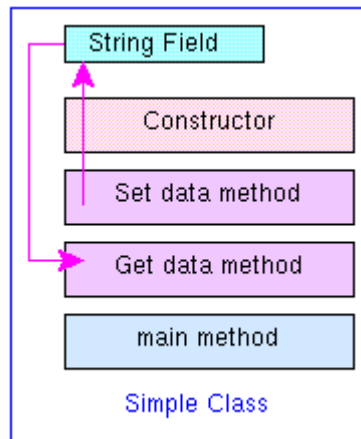 String Field
Constructor
Set data method
Get data method
main method
Simple Class